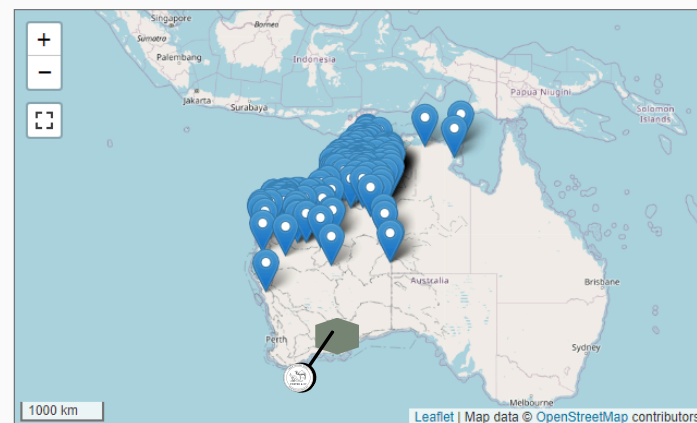 Singapore
Borneo
+
Sumatra
Palembang
Indonesia
−
Papua Niugini
Jakarta
Surabaya
Solomon
Islands
Australia
Brisbane
Perth
Sydney
Melbourne
1000 km
Leaflet | Map data © OpenStreetMap contributors